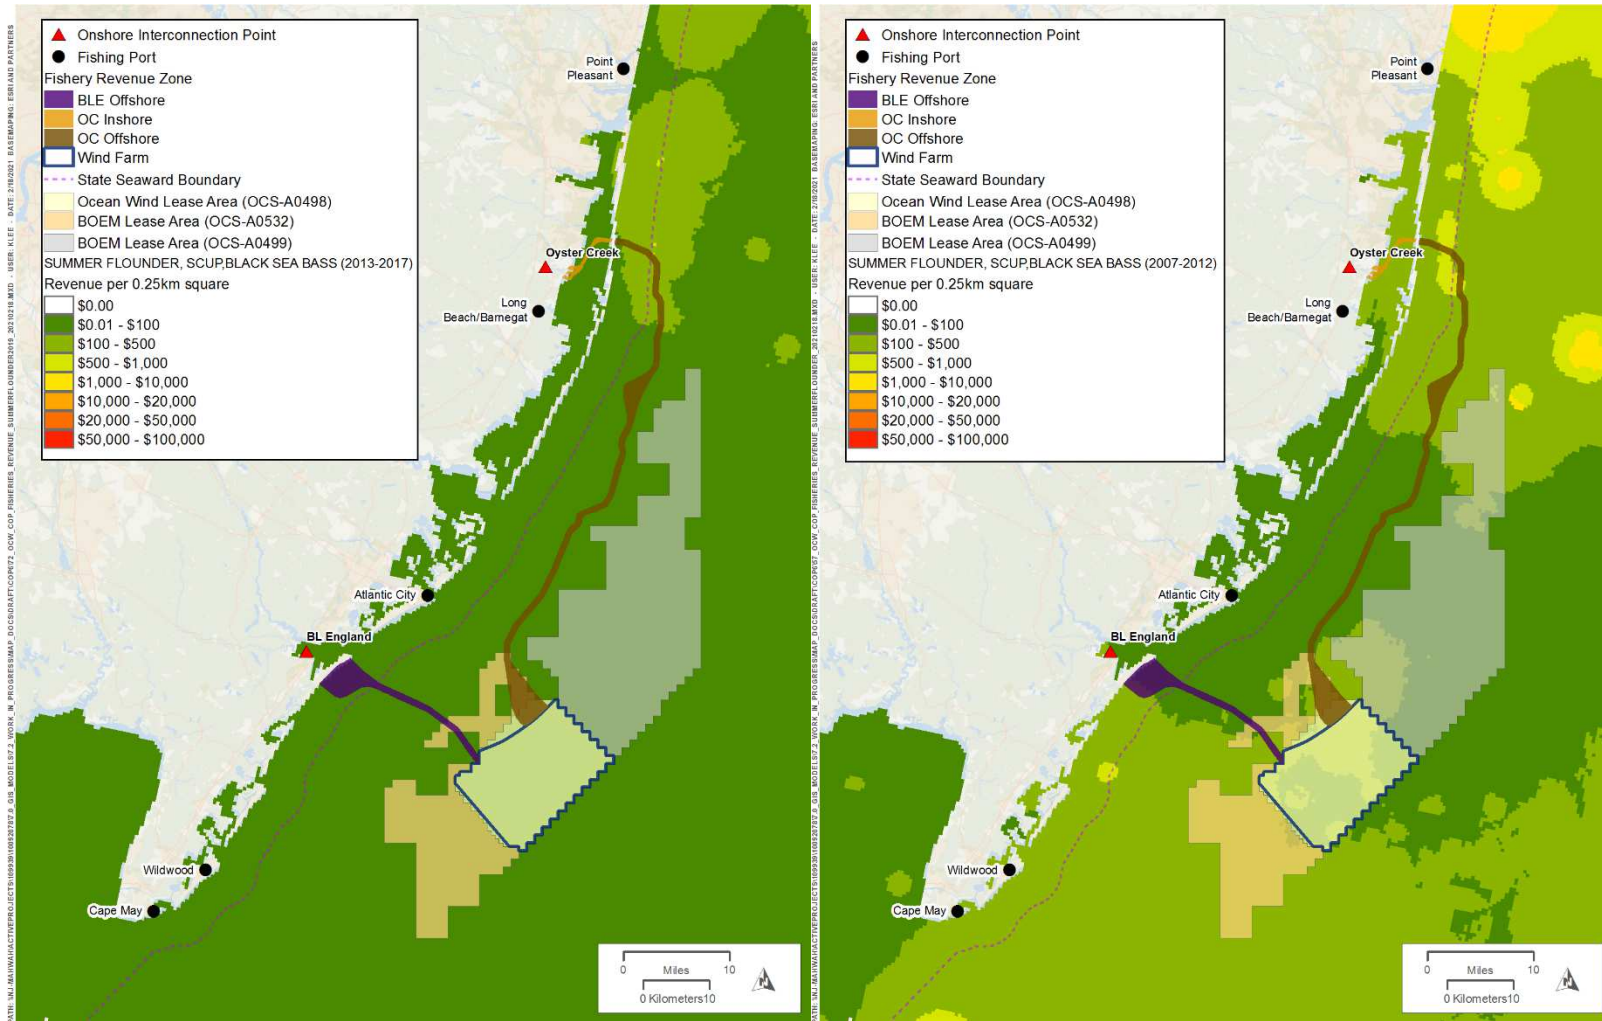 Onshore Interconnection Point
Fishing Port
Fishery Revenue Zone
BLE Offshore
OC Inshore
OC Offshore
Wind Farm
State Seaward Boundary
Ocean Wind Lease Area (OCS-A0498)
BOEM Lease Area (OCS-A0532)
BOEM Lease Area (OCS-A0499)
SUMMER FLOUNDER, SCUP,BLACK SEA BASS (2013-2017)
Revenue per 0.25km square
$0.00
$0.01 - $100
$100 - $500
$500 - $1,000
$1,000 - $10,000
$10,000 - $20,000
$20,000 - $50,000
$50,000 - $100,000
Point
Pleasant
Oyster Creek
Long
Beach/Barnegat
Atlantic City
BL England
Wildwood
Cape May
0 Miles 10
0 Kilometers10
N
Onshore Interconnection Point
Fishing Port
Fishery Revenue Zone
BLE Offshore
OC Inshore
OC Offshore
Wind Farm
State Seaward Boundary
Ocean Wind Lease Area (OCS-A0498)
BOEM Lease Area (OCS-A0532)
BOEM Lease Area (OCS-A0499)
SUMMER FLOUNDER, SCUP,BLACK SEA BASS (2007-2012)
Revenue per 0.25km square
$0.00
$0.01 - $100
$100 - $500
$500 - $1,000
$1,000 - $10,000
$10,000 - $20,000
$20,000 - $50,000
$50,000 - $100,000
Point
Pleasant
Oyster Creek
Long
Beach/Barnegat
Atlantic City
BL England
Wildwood
Cape May
0 Miles 10
0 Kilometers10
N